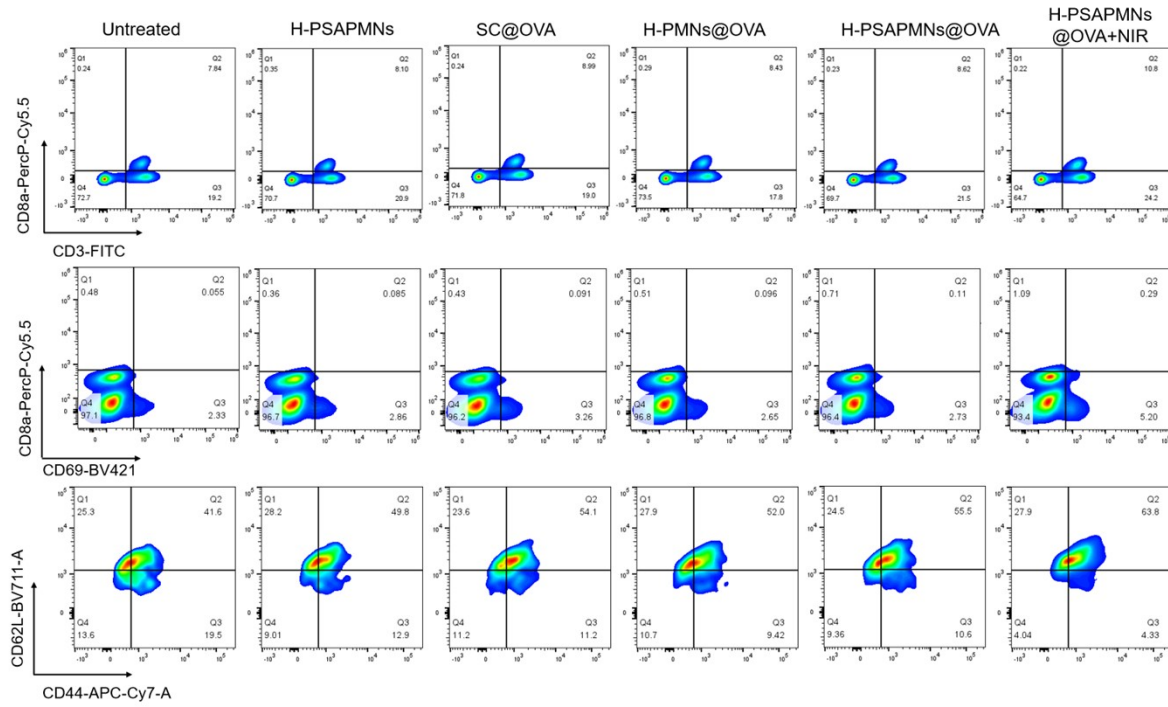 Untreated
H-PSAPMNs
SC@OVA
H-PMNs@OVA
H-PSAPMNs@OVA
H-PSAPMNs
@OVA+NIR
CD8a-PercP-Cy5.5
CD3-FITC
Q1 0.24 Q2 7.84 Q4 72.7 Q3 19.2
Q1 0.35 Q2 8.10 Q4 70.7 Q3 20.9
Q1 0.24 Q2 8.99 Q4 71.8 Q3 19.0
Q1 0.29 Q2 8.43 Q4 73.5 Q3 17.8
Q1 0.23 Q2 8.62 Q4 69.7 Q3 21.5
Q1 0.22 Q2 10.8 Q4 64.7 Q3 24.2
CD8a-PercP-Cy5.5
CD69-BV421
Q1 0.48 Q2 0.055 Q4 97.1 Q3 2.33
Q1 0.36 Q2 0.085 Q4 96.7 Q3 2.86
Q1 0.43 Q2 0.091 Q4 96.2 Q3 3.26
Q1 0.51 Q2 0.096 Q4 96.8 Q3 2.65
Q1 0.71 Q2 0.11 Q4 96.4 Q3 2.73
Q1 1.09 Q2 0.29 Q4 93.4 Q3 5.20
CD62L-BV711-A
CD44-APC-Cy7-A
Q1 25.3 Q2 41.6 Q4 13.6 Q3 19.5
Q1 28.2 Q2 49.8 Q4 9.01 Q3 12.9
Q1 23.6 Q2 54.1 Q4 11.2 Q3 11.2
Q1 27.9 Q2 52.0 Q4 10.7 Q3 9.42
Q1 24.5 Q2 55.5 Q4 9.36 Q3 10.6
Q1 27.9 Q2 63.8 Q4 4.04 Q3 4.33